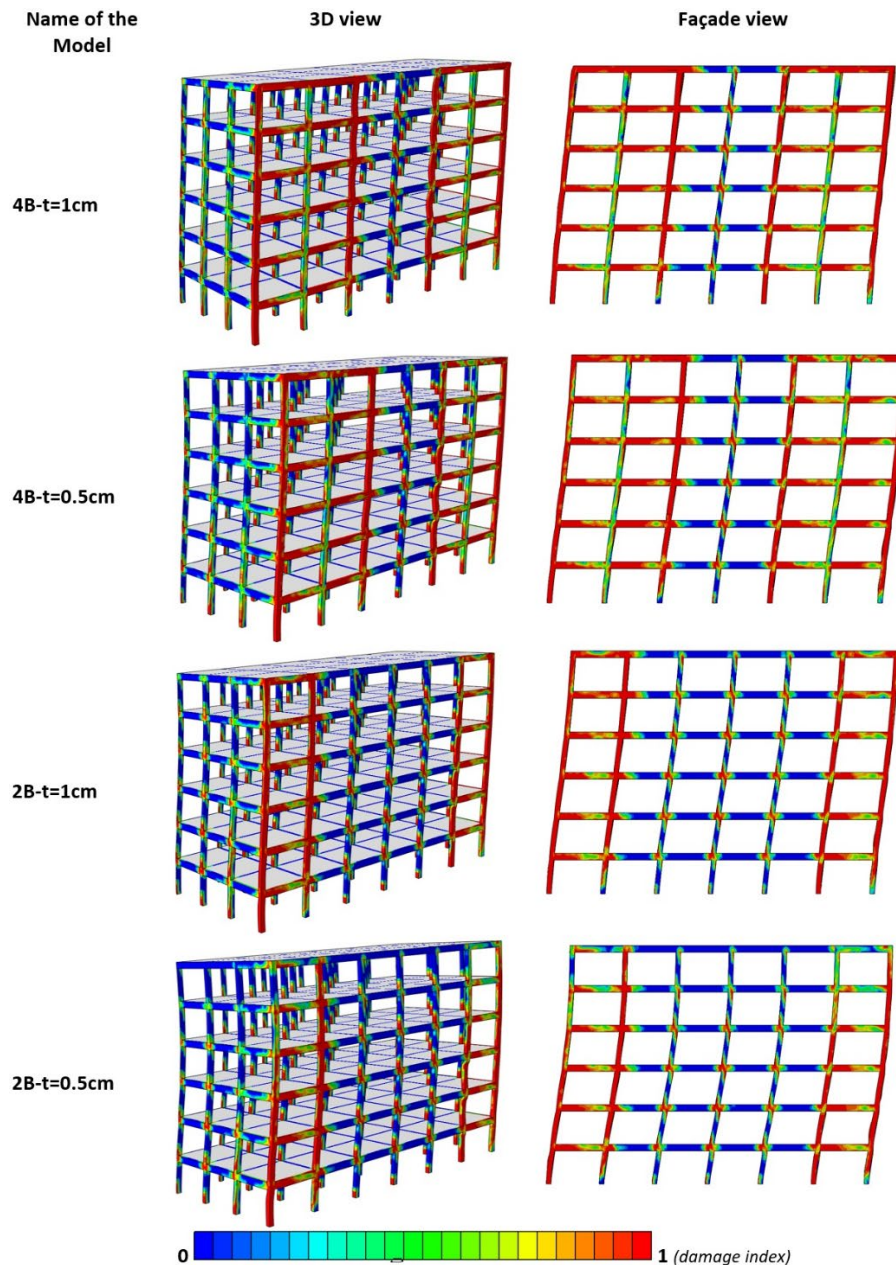 Name of the
Model
3D view
Façade view
4B-t=1cm
4B-t=0.5cm
2B-t=1cm
2B-t=0.5cm
0
1 (damage index)